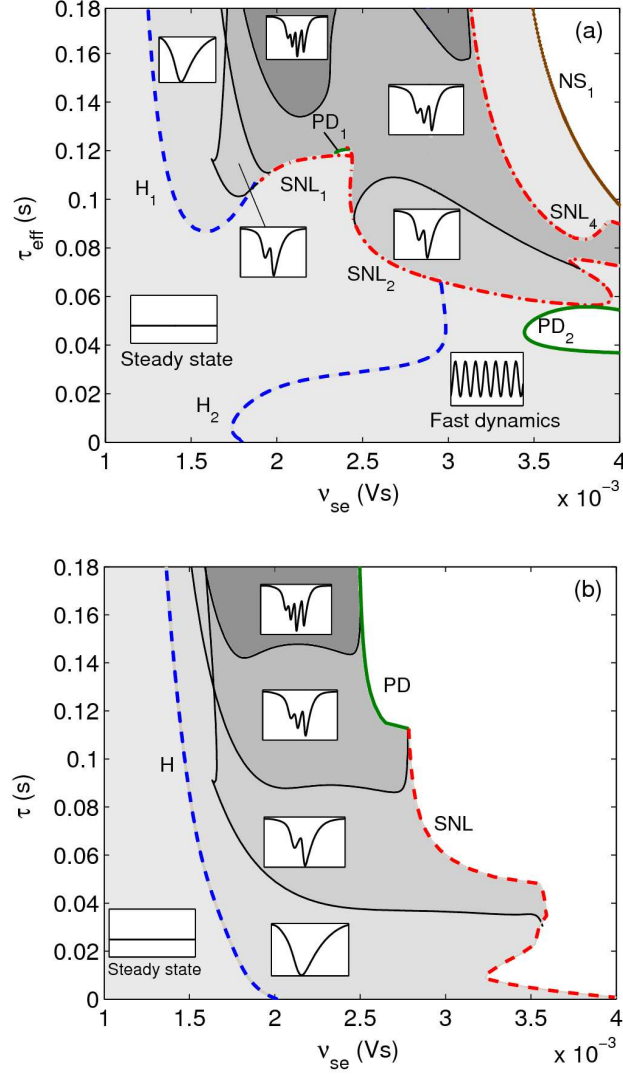 0.18
0.16
0.14
0.12
0.1
0.08
0.06
0.04
0.02
0
τeff (s)
(a)
NS1
PD1
H1
SNL1
SNL4
SNL2
Steady state
PD2
H2
Fast dynamics
1 1.5 2 2.5 3 3.5 4
νse (Vs)
x 10⁻³
0.18
0.16
0.14
0.12
0.1
0.08
0.06
0.04
0.02
0
τ (s)
(b)
PD
H
SNL
Steady state
1 1.5 2 2.5 3 3.5 4
νse (Vs)
x 10⁻³